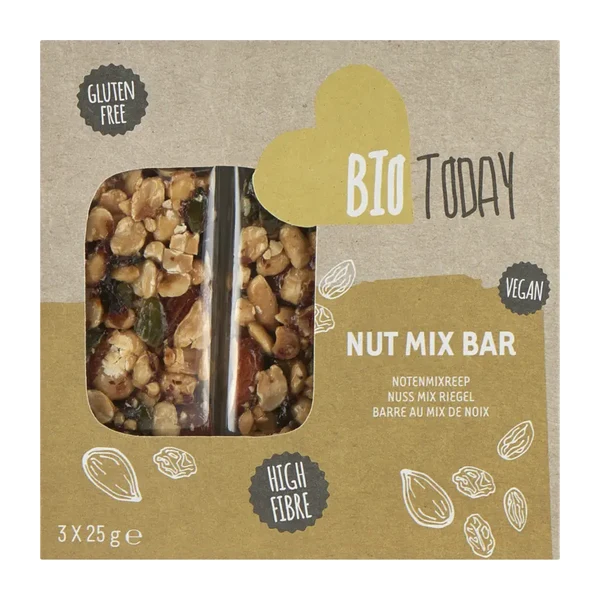 GLUTEN
FREE
BIO TODAY
VEGAN
NUT MIX BAR
NOTENMIXREEP
NUSS MIX RIEGEL
BARRE AU MIX DE NOIX
HIGH
FIBRE
3 X 25 g ℮